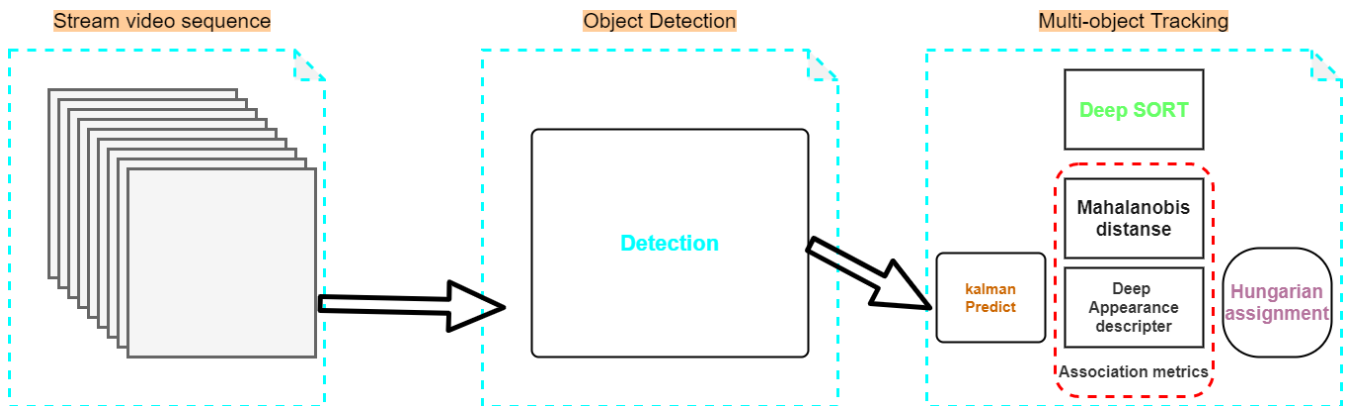 Stream video sequence
Object Detection
Multi-object Tracking
Detection
Deep SORT
kalman
Predict
Mahalanobis
distanse
Deep
Appearance
descripter
Association metrics
Hungarian
assignment